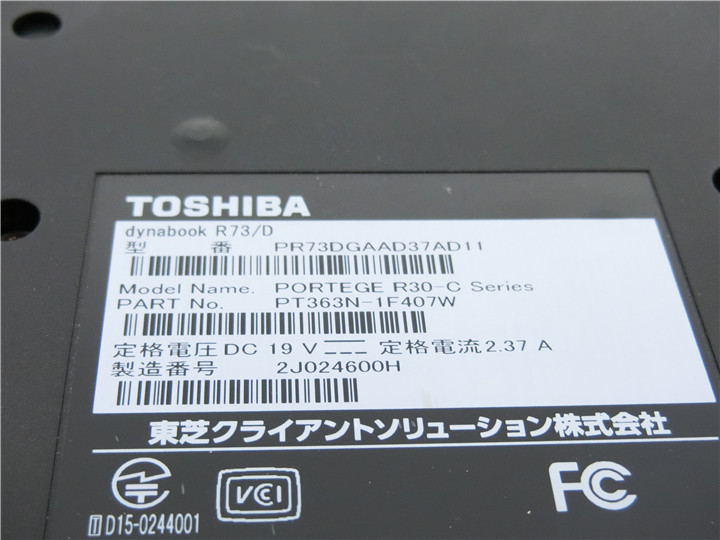 TOSHIBA
dynabook R73/D
型 番 PR73DGAAD37AD11
Model Name. PORTEGE R30-C Series
PART No. PT363N-1F407W
定格電圧 DC 19 V 定格電流 2.37 A
製造番号 2J024600H
東芝クライアントソリューション株式会社
VCCI FC
T D15-0244001